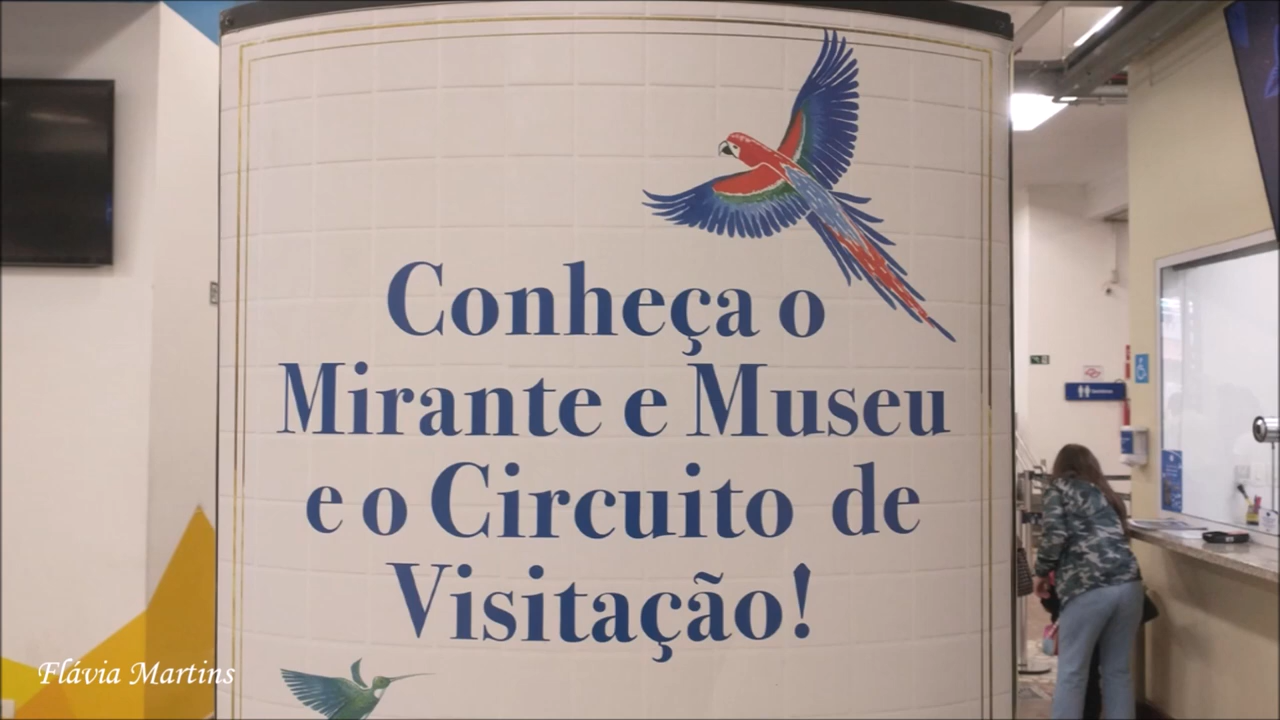 Conheça o
Mirante e Museu
e o Circuito de
Visitação!
Flávia Martins